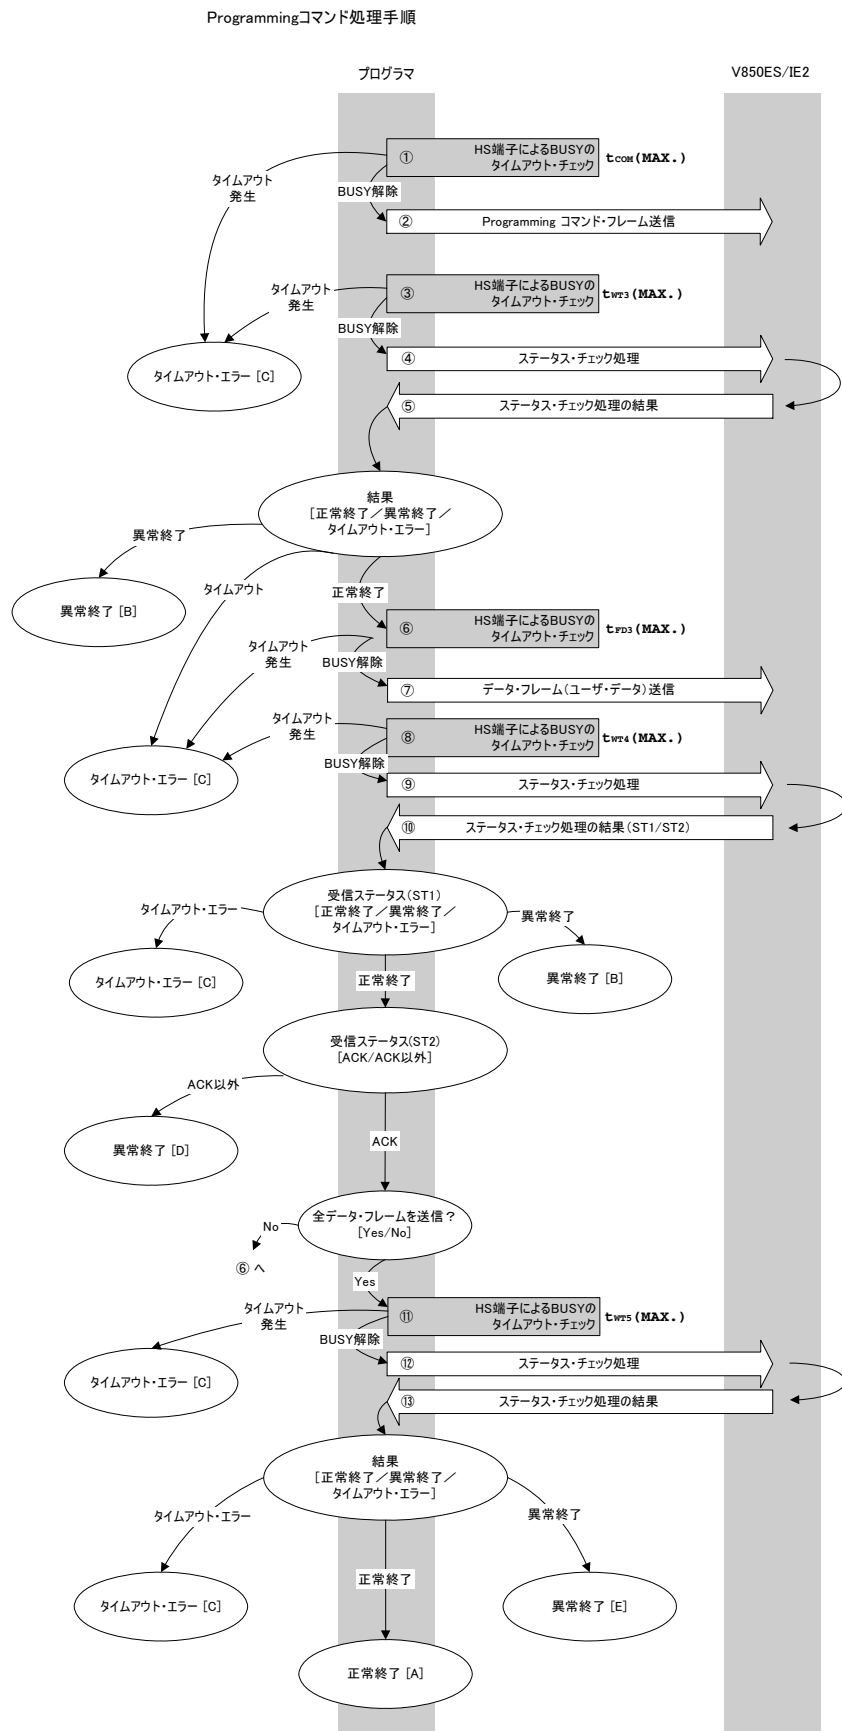 Programmingコマンド処理手順
プログラマ
V850ES/IE2
① HS端子によるBUSYの
タイムアウト・チェック
tCOM(MAX.)
タイムアウト
発生
BUSY解除
② Programming コマンド・フレーム送信
③ HS端子によるBUSYの
タイムアウト・チェック
tWT3(MAX.)
タイムアウト
発生
BUSY解除
④ ステータス・チェック処理
タイムアウト・エラー [C]
⑤ ステータス・チェック処理の結果
結果
[正常終了／異常終了／
タイムアウト・エラー]
異常終了
異常終了 [B]
タイムアウト
正常終了
⑥ HS端子によるBUSYの
タイムアウト・チェック
tFD3(MAX.)
タイムアウト
発生
BUSY解除
⑦ データ・フレーム（ユーザ・データ）送信
タイムアウト
発生
⑧ HS端子によるBUSYの
タイムアウト・チェック
tWT4(MAX.)
BUSY解除
タイムアウト・エラー [C]
⑨ ステータス・チェック処理
⑩ ステータス・チェック処理の結果（ST1/ST2）
受信ステータス(ST1)
[正常終了／異常終了／
タイムアウト・エラー]
タイムアウト・エラー
異常終了
タイムアウト・エラー [C]
正常終了
異常終了 [B]
受信ステータス(ST2)
[ACK/ACK以外]
ACK以外
異常終了 [D]
ACK
全データ・フレームを送信？
[Yes/No]
No
⑥ へ
Yes
⑪ HS端子によるBUSYの
タイムアウト・チェック
tWT5(MAX.)
タイムアウト
発生
BUSY解除
⑫ ステータス・チェック処理
タイムアウト・エラー [C]
⑬ ステータス・チェック処理の結果
結果
[正常終了／異常終了／
タイムアウト・エラー]
タイムアウト・エラー
異常終了
正常終了
タイムアウト・エラー [C]
異常終了 [E]
正常終了 [A]